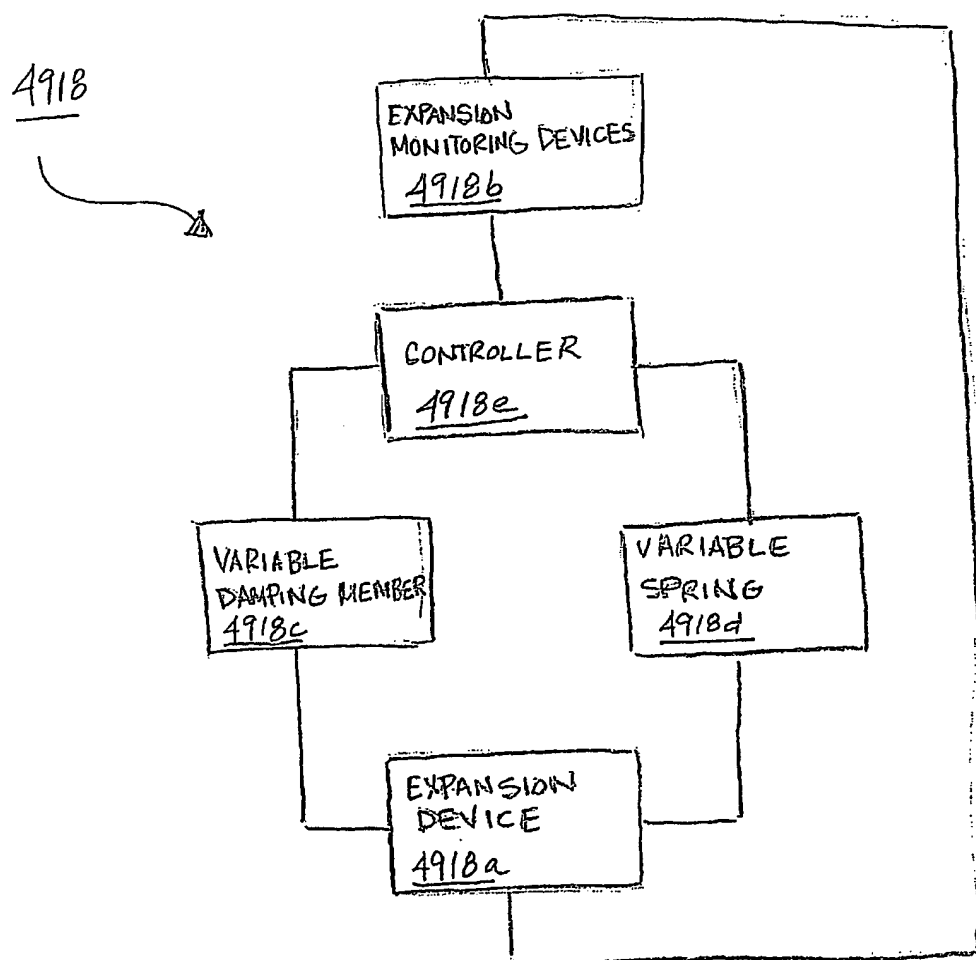 4918
EXPANSION
MONITORING DEVICES
4918b
CONTROLLER
4918e
VARIABLE
DAMPING MEMBER
4918c
VARIABLE
SPRING
4918d
EXPANSION
DEVICE
4918a